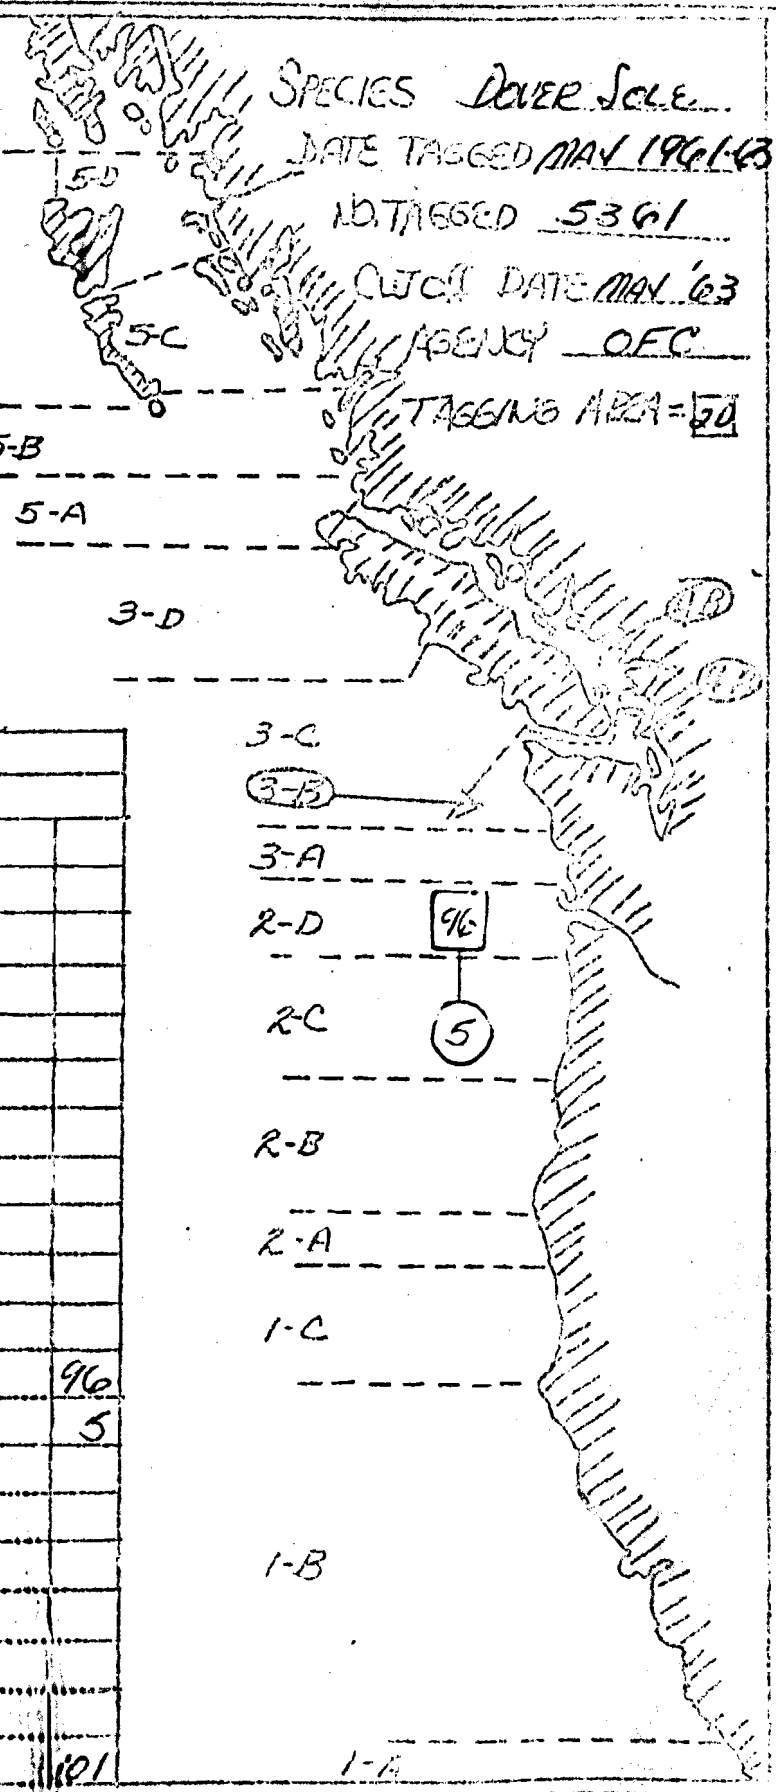 SPECIES DOVER SOLE
DATE TAGGED MAY 1961-63
NO. TAGGED 5361
CUTOFF DATE MAY '63
AGENCY OFC
TAGGING AREA = 2D
5-D
5-C
5-B
5-A
3-D
4B
3-C
3-B
3-A
2-D
96
2-C
5
2-B
2-A
1-C
96
5
1-B
101
1-A